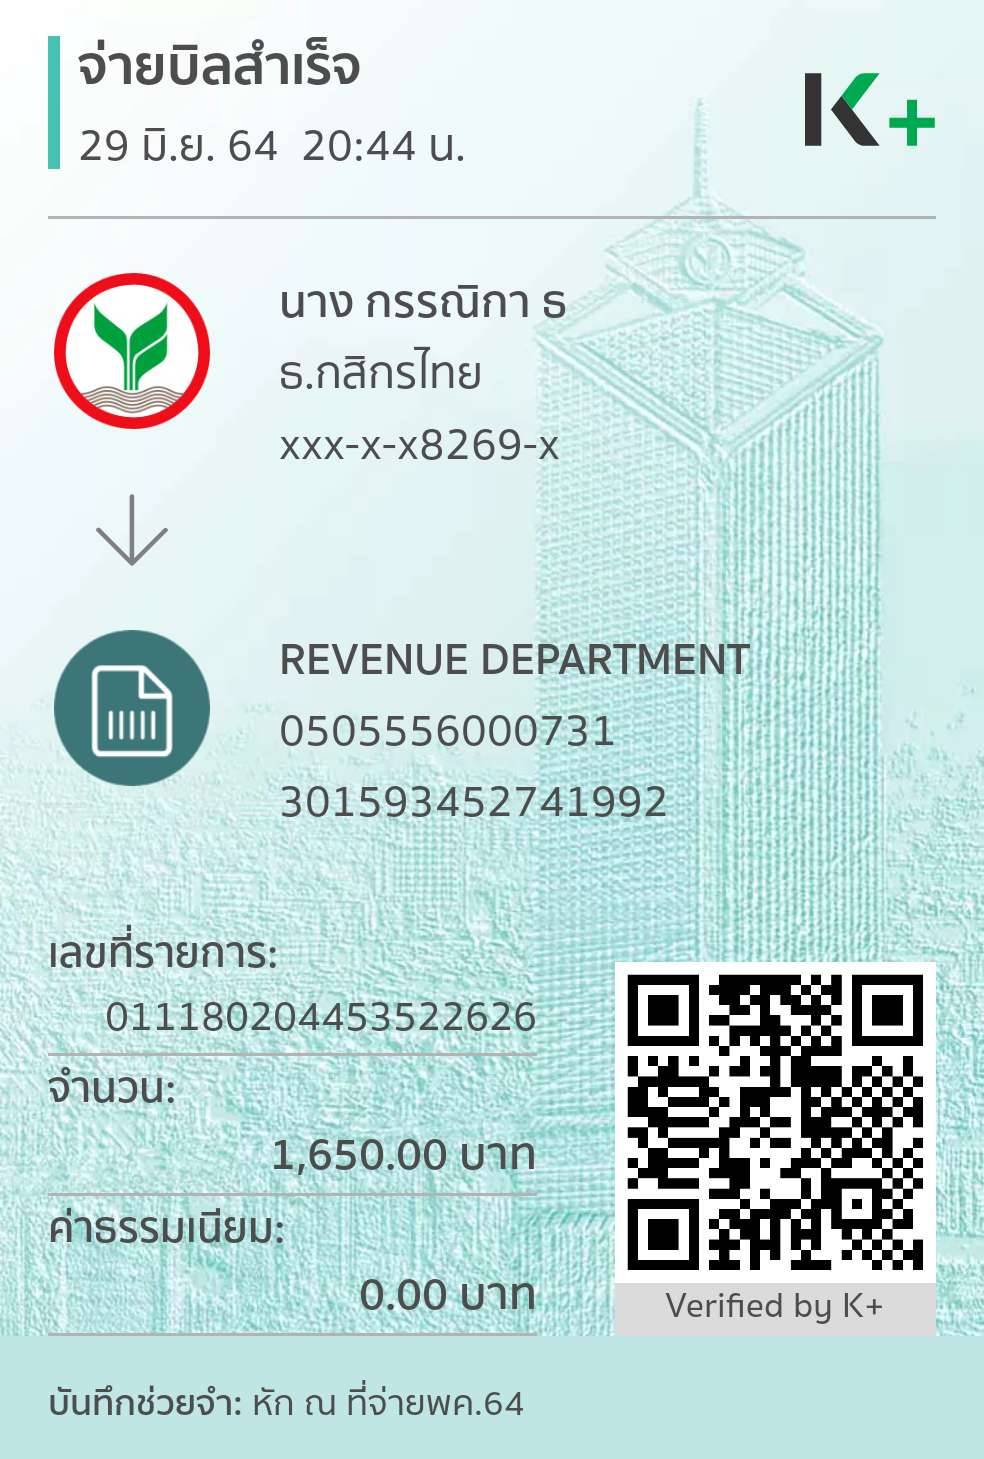 จ่ายบิลสำเร็จ
29 มิ.ย. 64 20:44 น.
K+
นาง กรรณิกา ธ
ธ.กสิกรไทย
xxx-x-x8269-x
REVENUE DEPARTMENT
0505556000731
301593452741992
เลขที่รายการ:
011180204453522626
จำนวน:
1,650.00 บาท
ค่าธรรมเนียม:
0.00 บาท
Verified by K+
บันทึกช่วยจำ: หัก ณ ที่จ่ายพค.64